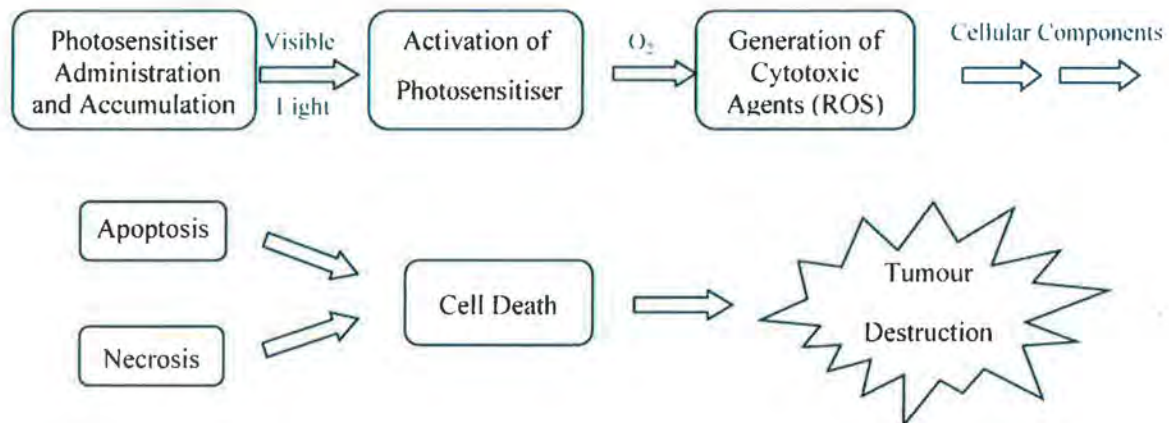 Photosensitiser
Administration
and Accumulation
Visible
Light
Activation of
Photosensitiser
O₂
Generation of
Cytotoxic
Agents (ROS)
Cellular Components
Apoptosis
Necrosis
Cell Death
Tumour
Destruction